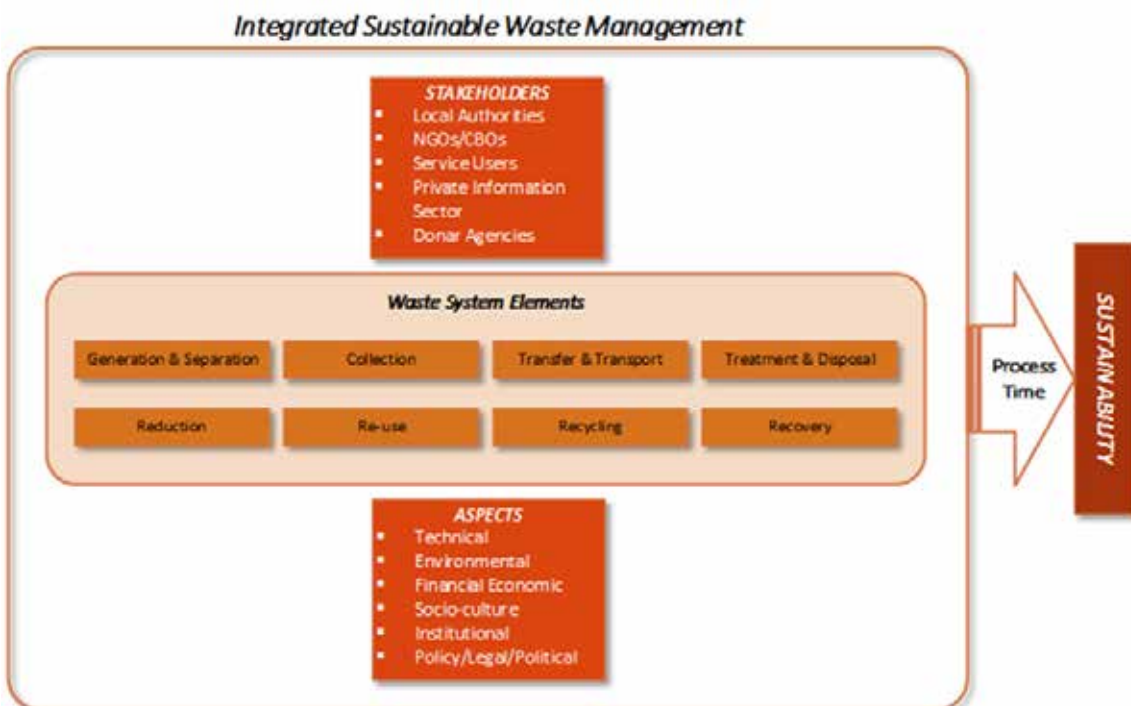 Integrated Sustainable Waste Management
STAKEHOLDERS
▪ Local Authorities
▪ NGOs/CBOs
▪ Service Users
▪ Private Information
Sector
▪ Donar Agencies
Waste System Elements
Generation & Separation
Collection
Transfer & Transport
Treatment & Disposal
Reduction
Re-use
Recycling
Recovery
ASPECTS
▪ Technical
▪ Environmental
▪ Financial Economic
▪ Socio-culture
▪ Institutional
▪ Policy/Legal/Political
Process
Time
SUSTAINABILITY